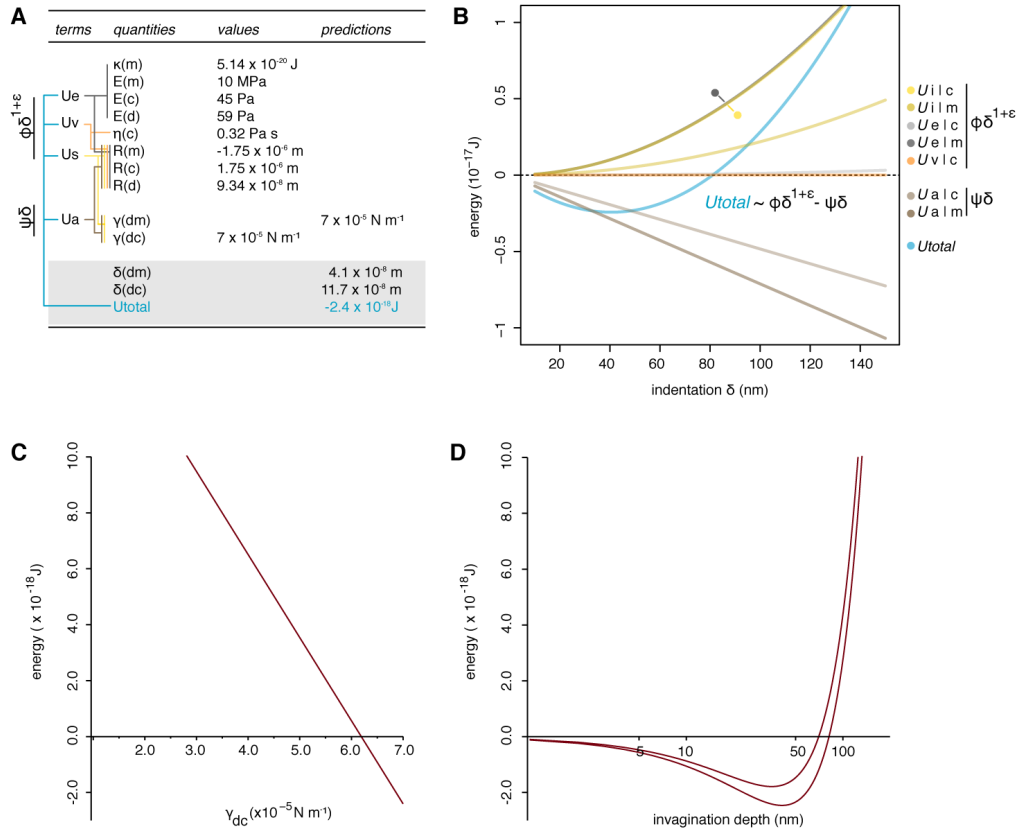 A
terms quantities values predictions
κ(m) 5.14 x 10⁻²⁰ J
E(m) 10 MPa
Ue E(c) 45 Pa
E(d) 59 Pa
Uv η(c) 0.32 Pa s
ϕδ¹⁺ᵋ
R(m) -1.75 x 10⁻⁶ m
Us R(c) 1.75 x 10⁻⁶ m
R(d) 9.34 x 10⁻⁸ m
ψδ
Ua γ(dm) 7 x 10⁻⁵ N m⁻¹
γ(dc) 7 x 10⁻⁵ N m⁻¹
δ(dm) 4.1 x 10⁻⁸ m
δ(dc) 11.7 x 10⁻⁸ m
Utotal -2.4 x 10⁻¹⁸J
B
energy (10⁻¹⁷J)
1
0.5
0
−0.5
−1
20 40 60 80 100 120 140
indentation δ (nm)
Utotal ~ ϕδ¹⁺ᵋ - ψδ
Ui | c
Ui | m
Ue | c
Ue | m
Uv | c
ϕδ¹⁺ᵋ
Ua | c
Ua | m
ψδ
Utotal
C
energy ( x 10⁻¹⁸J)
10.0
8.0
6.0
4.0
2.0
0.0
-2.0
2.0 3.0 4.0 5.0 6.0 7.0
γdc (x10⁻⁵N m⁻¹)
D
energy ( x 10⁻¹⁸J)
10.0
8.0
6.0
4.0
2.0
0.0
-2.0
5 10 50 100
invagination depth (nm)